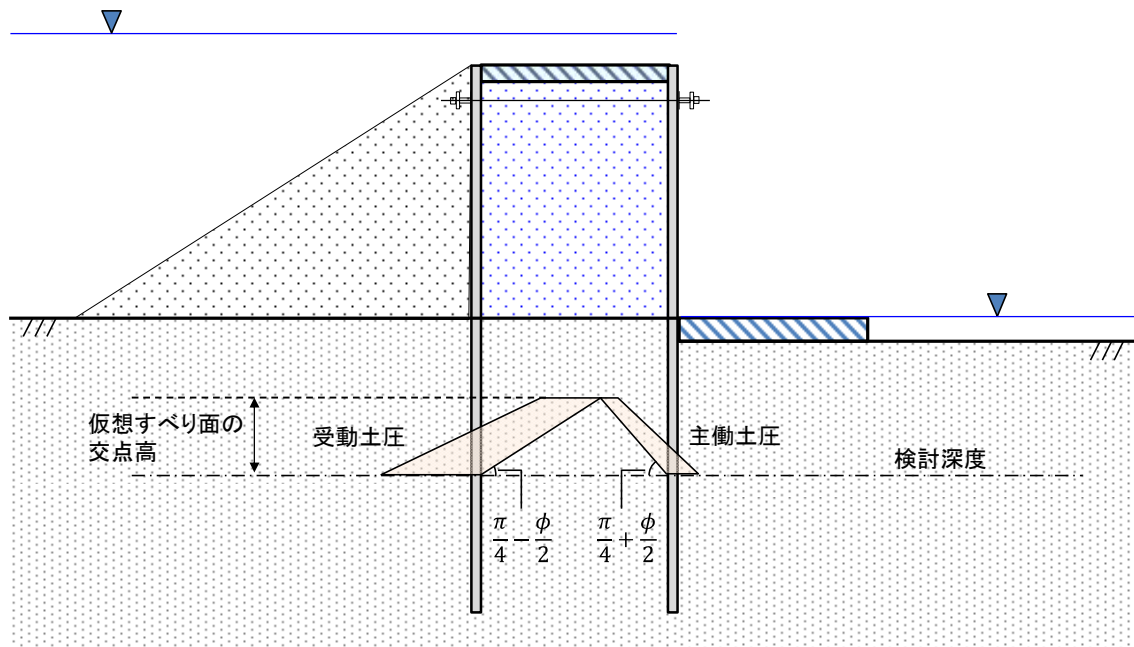 仮想すべり面の
交点高
受動土圧
主働土圧
検討深度
π/4 − ϕ/2
π/4 + ϕ/2